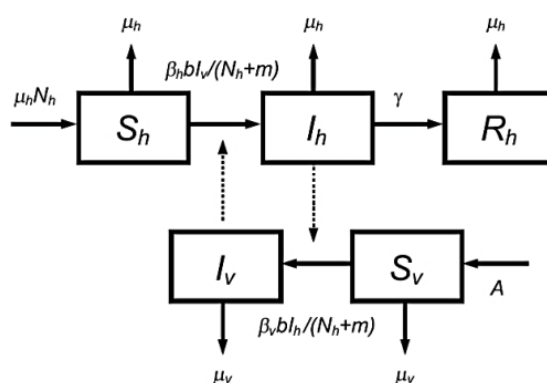 μₕ μₕ μₕ
βₕbIᵥ/(Nₕ+m)
μₕNₕ γ
Sₕ Iₕ Rₕ
Iᵥ Sᵥ
A
βᵥbIₕ/(Nₕ+m)
μᵥ μᵥ